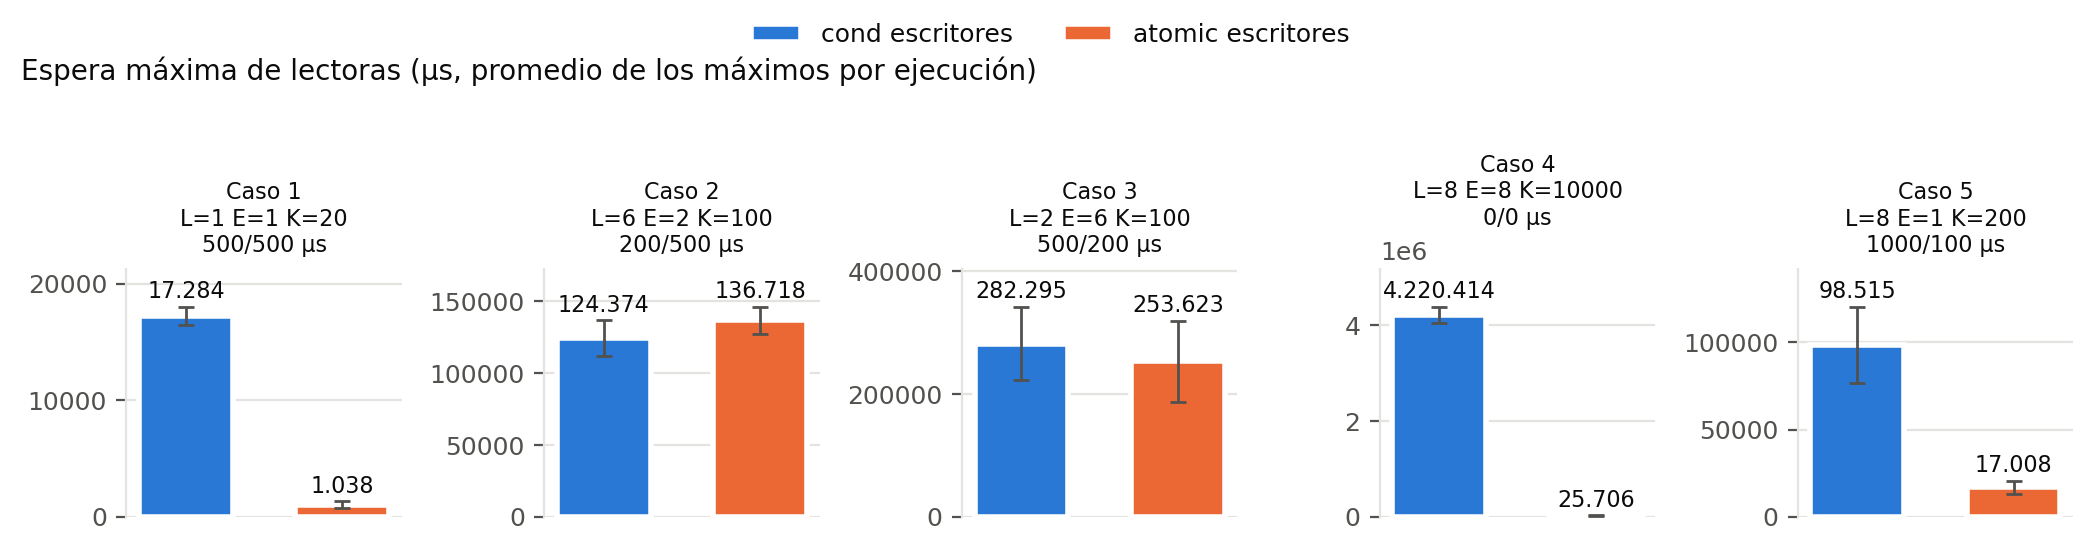 cond escritores
atomic escritores
Espera máxima de lectoras (µs, promedio de los máximos por ejecución)
Caso 1
L=1 E=1 K=20
500/500 µs
20000
10000
0
17.284
1.038
Caso 2
L=6 E=2 K=100
200/500 µs
150000
100000
50000
0
124.374
136.718
Caso 3
L=2 E=6 K=100
500/200 µs
400000
200000
0
282.295
253.623
Caso 4
L=8 E=8 K=10000
0/0 µs
1e6
4
2
0
4.220.414
25.706
Caso 5
L=8 E=1 K=200
1000/100 µs
100000
50000
0
98.515
17.008